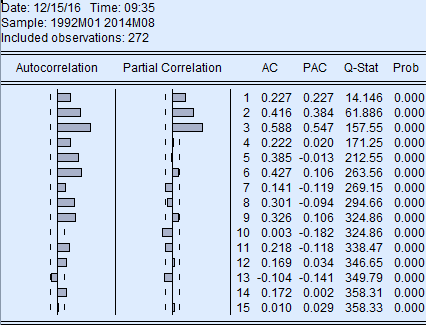 Date: 12/15/16 Time: 09:35
Sample: 1992M01 2014M08
Included observations: 272
Autocorrelation Partial Correlation AC PAC Q-Stat Prob
1 0.227 0.227 14.146 0.000
2 0.416 0.384 61.886 0.000
3 0.588 0.547 157.55 0.000
4 0.222 0.020 171.25 0.000
5 0.385 -0.013 212.55 0.000
6 0.427 0.106 263.56 0.000
7 0.141 -0.119 269.15 0.000
8 0.301 -0.094 294.66 0.000
9 0.326 0.106 324.86 0.000
10 0.003 -0.182 324.86 0.000
11 0.218 -0.118 338.47 0.000
12 0.169 0.034 346.65 0.000
13 -0.104 -0.141 349.79 0.000
14 0.172 0.002 358.31 0.000
15 0.010 0.029 358.33 0.000